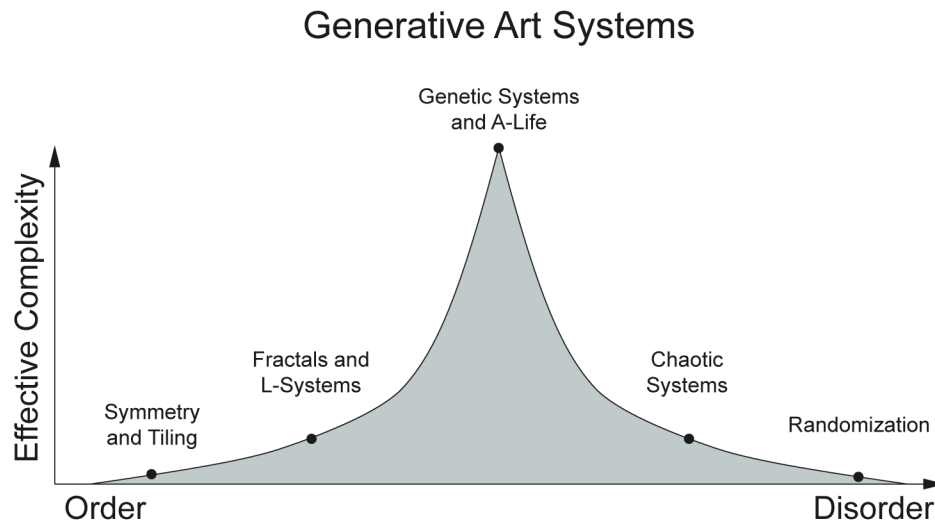 Generative Art Systems
Genetic Systems
and A-Life
Effective Complexity
Fractals and
L-Systems
Chaotic
Systems
Symmetry
and Tiling
Randomization
Order
Disorder